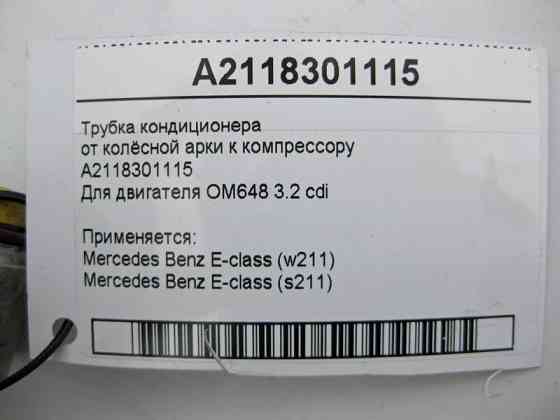 A2118301115
Трубка кондиционера
от колёсной арки к компрессору
A2118301115
Для двигателя OM648 3.2 cdi
Применяется:
Mercedes Benz E-class (w211)
Mercedes Benz E-class (s211)